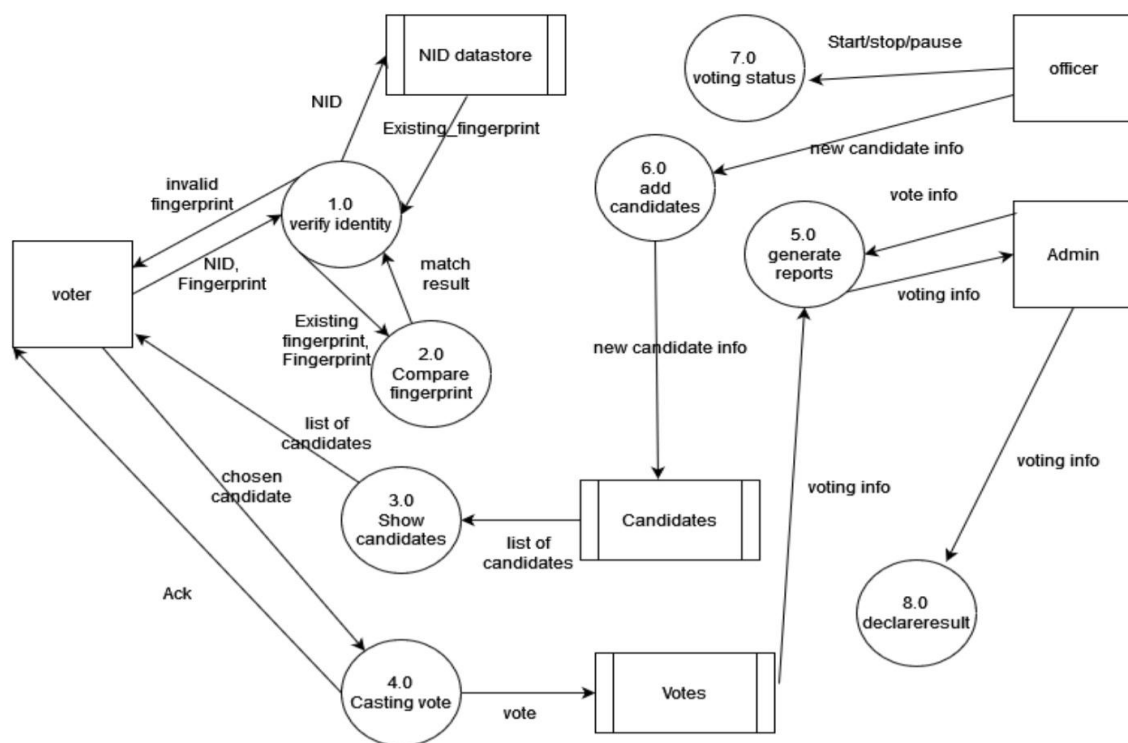 NID datastore
7.0
voting status
Start/stop/pause
officer
NID
Existing_fingerprint
new candidate info
6.0
add
candidates
invalid
fingerprint
1.0
verify identity
vote info
5.0
generate
reports
Admin
voter
NID,
Fingerprint
match
result
voting info
Existing
fingerprint,
Fingerprint
2.0
Compare
fingerprint
new candidate info
list of
candidates
voting info
chosen
candidate
voting info
3.0
Show
candidates
Candidates
list of
candidates
Ack
8.0
declareresult
4.0
Casting vote
vote
Votes